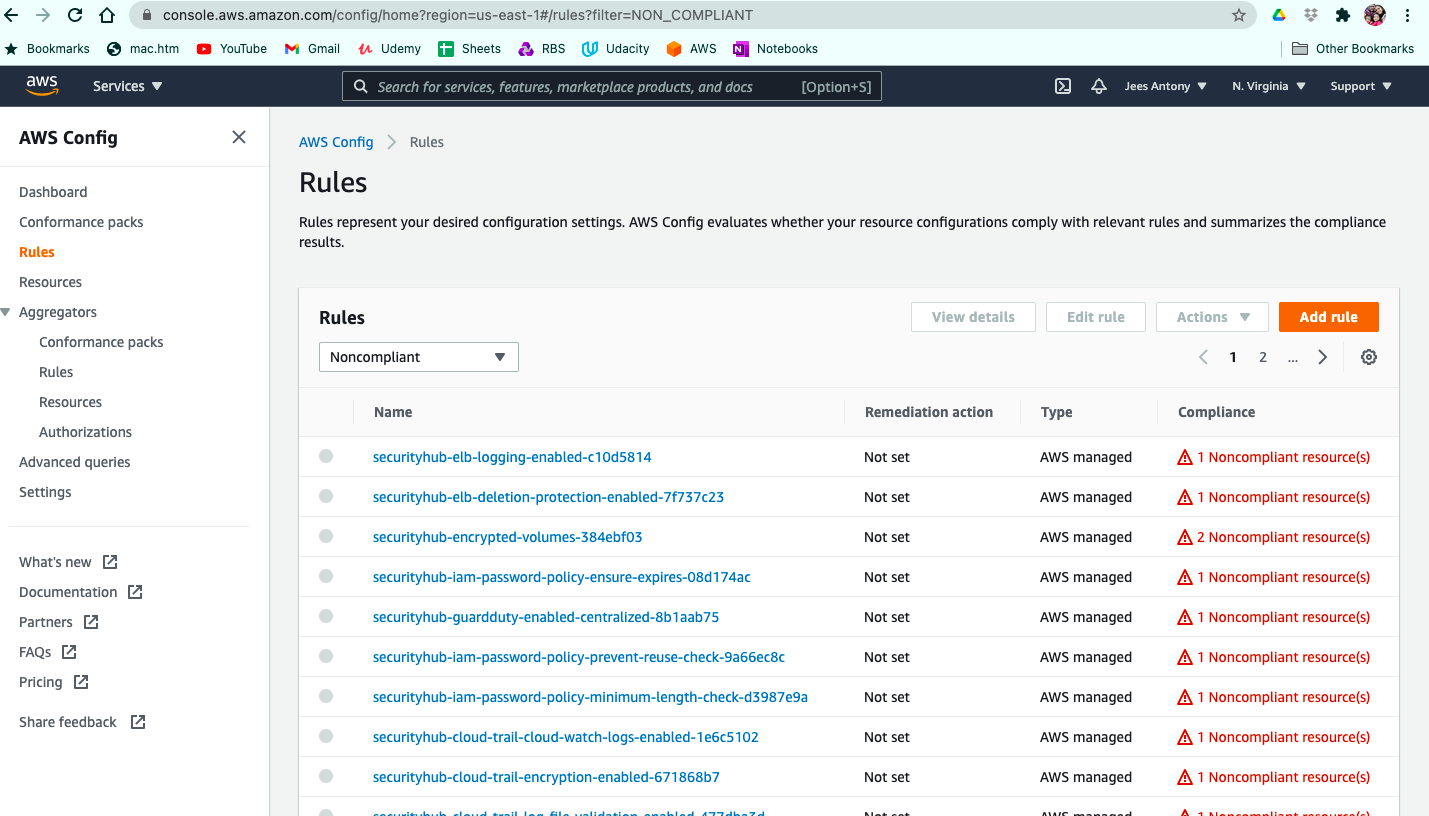 console.aws.amazon.com/config/home?region=us-east-1#/rules?filter=NON_COMPLIANT
Bookmarks mac.htm YouTube Gmail Udemy Sheets RBS Udacity AWS Notebooks Other Bookmarks
aws Services Search for services, features, marketplace products, and docs [Option+S] Jees Antony N. Virginia Support
AWS Config
Dashboard
Conformance packs
Rules
Resources
Aggregators
Conformance packs
Rules
Resources
Authorizations
Advanced queries
Settings
What's new
Documentation
Partners
FAQs
Pricing
Share feedback
AWS Config Rules
Rules
Rules represent your desired configuration settings. AWS Config evaluates whether your resource configurations comply with relevant rules and summarizes the compliance
results.
Rules View details Edit rule Actions Add rule
Noncompliant 1 2 ...
Name Remediation action Type Compliance
securityhub-elb-logging-enabled-c10d5814 Not set AWS managed 1 Noncompliant resource(s)
securityhub-elb-deletion-protection-enabled-7f737c23 Not set AWS managed 1 Noncompliant resource(s)
securityhub-encrypted-volumes-384ebf03 Not set AWS managed 2 Noncompliant resource(s)
securityhub-iam-password-policy-ensure-expires-08d174ac Not set AWS managed 1 Noncompliant resource(s)
securityhub-guardduty-enabled-centralized-8b1aab75 Not set AWS managed 1 Noncompliant resource(s)
securityhub-iam-password-policy-prevent-reuse-check-9a66ec8c Not set AWS managed 1 Noncompliant resource(s)
securityhub-iam-password-policy-minimum-length-check-d3987e9a Not set AWS managed 1 Noncompliant resource(s)
securityhub-cloud-trail-cloud-watch-logs-enabled-1e6c5102 Not set AWS managed 1 Noncompliant resource(s)
securityhub-cloud-trail-encryption-enabled-671868b7 Not set AWS managed 1 Noncompliant resource(s)
Not set AWS managed 1 Noncompliant resource(s)